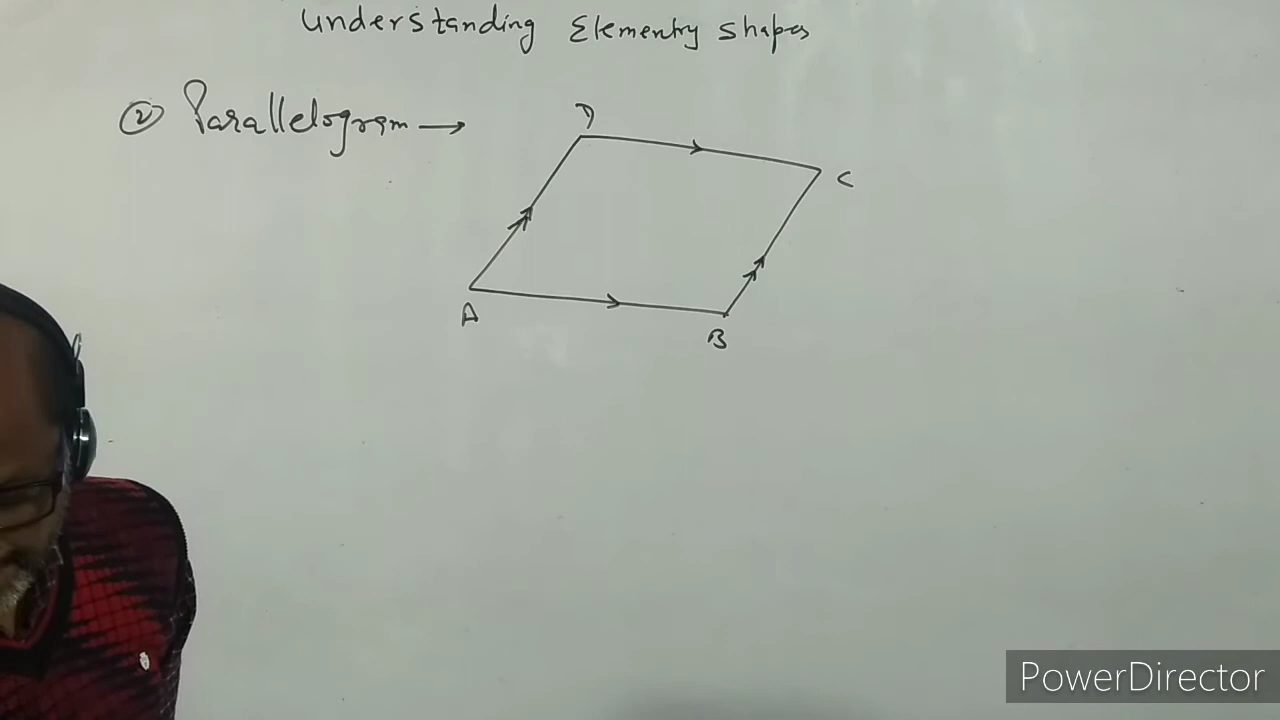 Understanding Elementry shapes
② Parallelogram →
D
C
A
B
PowerDirector